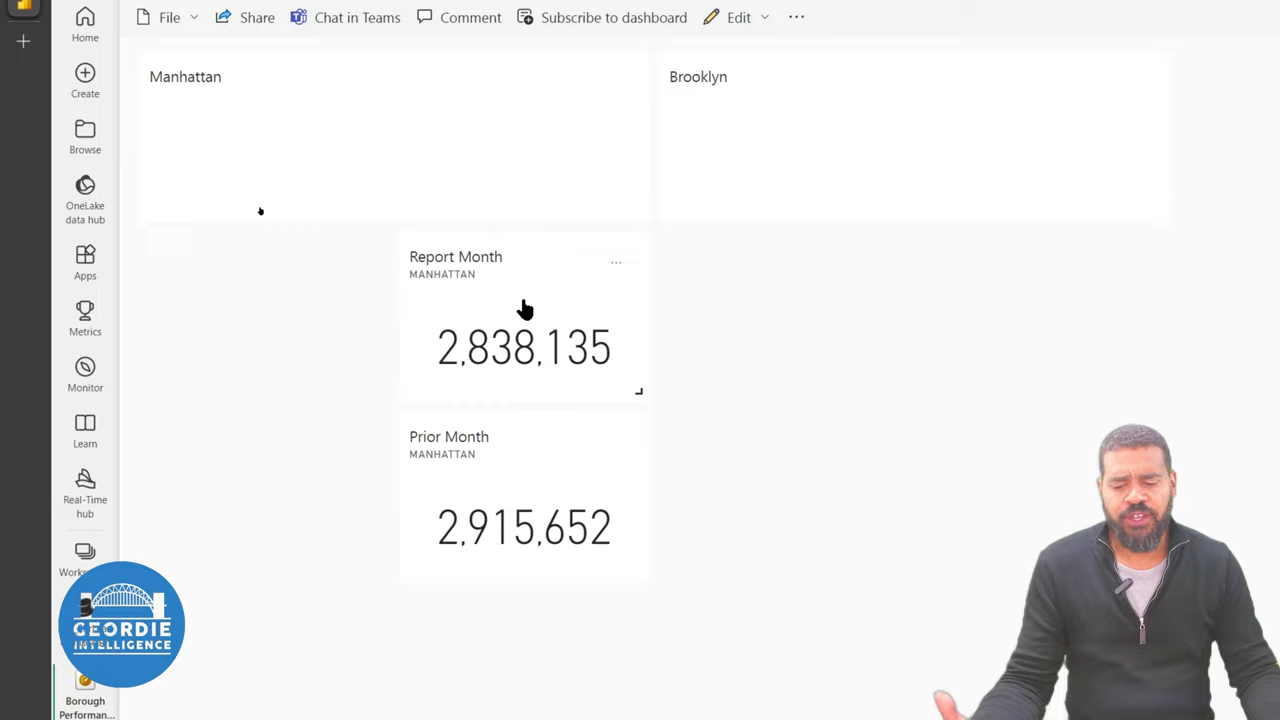 File
Share
Chat in Teams
Comment
Subscribe to dashboard
Edit
Home
Create
Browse
OneLake
data hub
Apps
Metrics
Monitor
Learn
Real-Time
hub
Borough
Performan...
Manhattan
Brooklyn
Report Month
MANHATTAN
2,838,135
Prior Month
MANHATTAN
2,915,652
GEORDIE
INTELLIGENCE